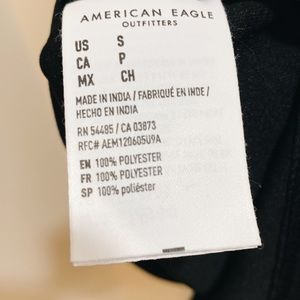 AMERICAN EAGLE
OUTFITTERS
US S
CA P
MX CH
MADE IN INDIA / FABRIQUÉ EN INDE /
HECHO EN INDIA
RN 54485 / CA 03873
RFC# AEM120605U9A
EN 100% POLYESTER
FR 100% POLYESTER
SP 100% poliéster